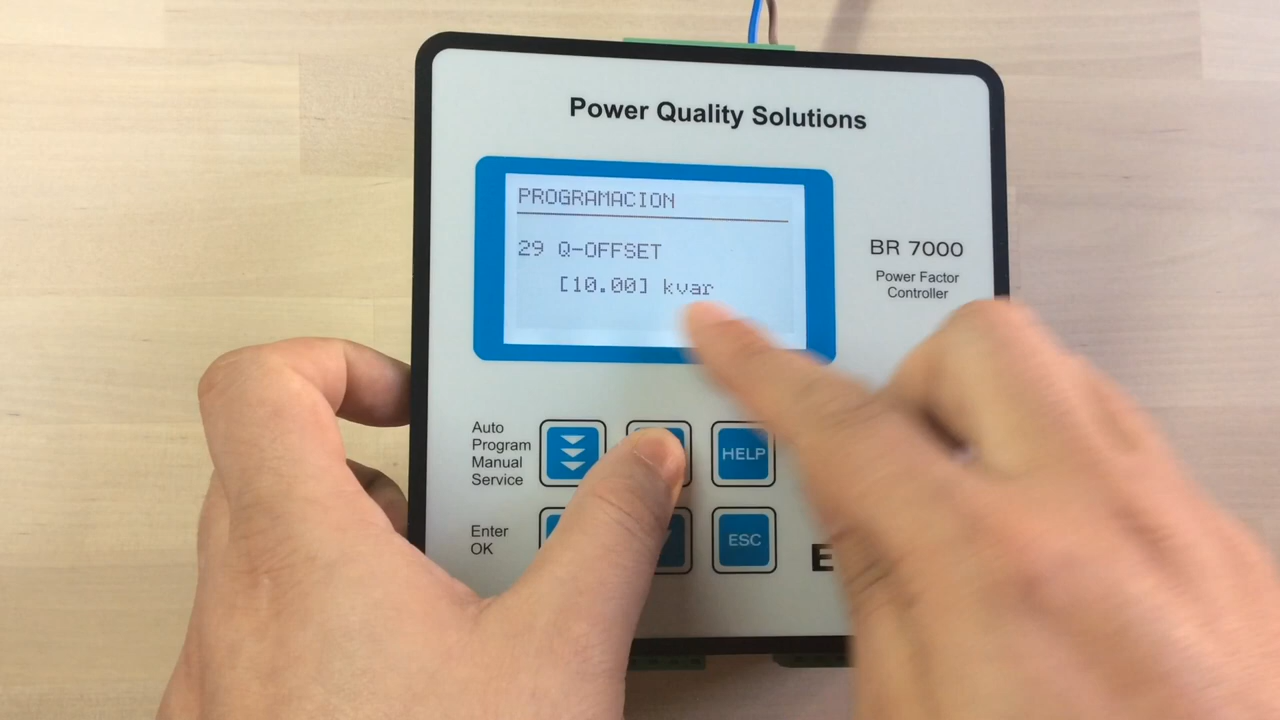 Power Quality Solutions
PROGRAMACION
29 Q-OFFSET
[10.00] kvar
BR 7000
Power Factor
Controller
Auto
Program
Manual
Service
HELP
Enter
OK
ESC